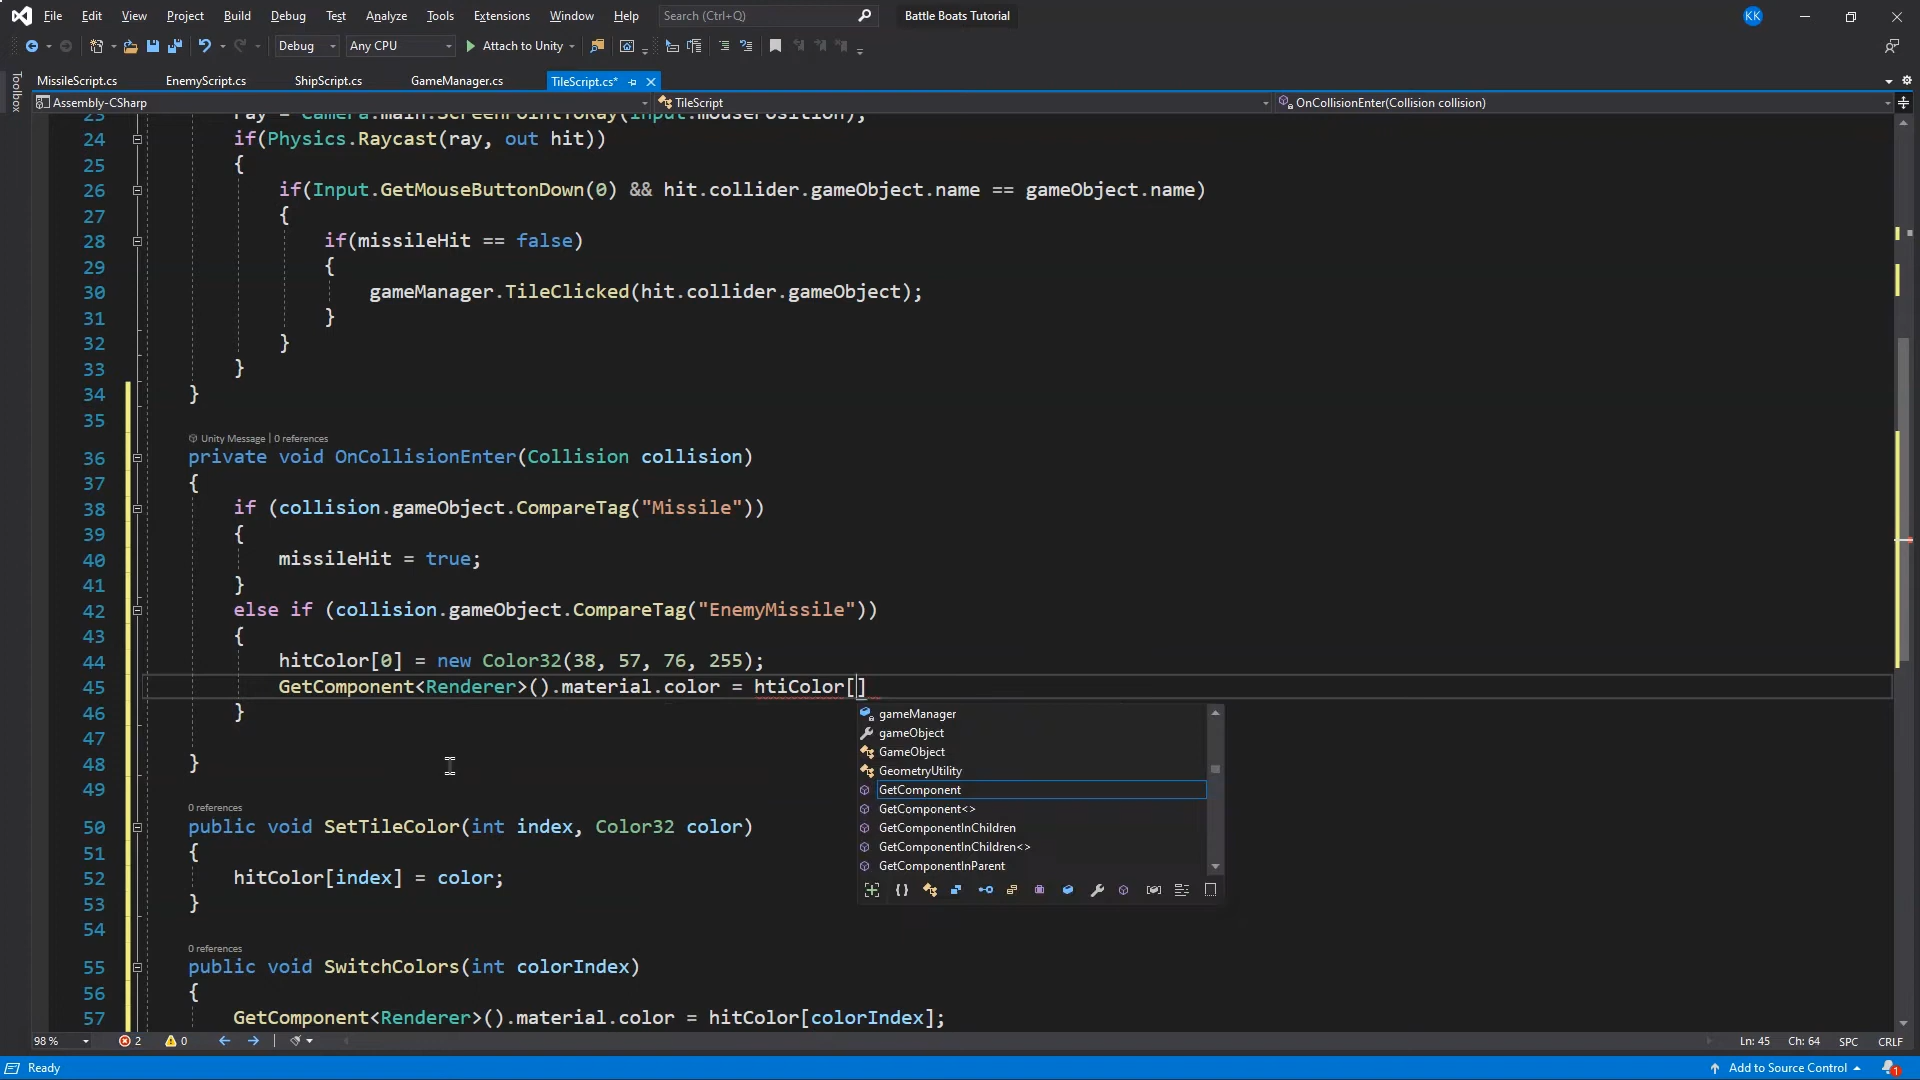 File Edit View Project Build Debug Test Analyze Tools Extensions Window Help Search (Ctrl+Q) Battle Boats Tutorial KK
Debug Any CPU Attach to Unity
Toolbox
MissileScript.cs EnemyScript.cs ShipScript.cs GameManager.cs TileScript.cs*
Assembly-CSharp TileScript OnCollisionEnter(Collision collision)
23 ray = Camera.main.ScreenPointToRay(Input.mousePosition);
24 if(Physics.Raycast(ray, out hit))
25 {
26 if(Input.GetMouseButtonDown(0) && hit.collider.gameObject.name == gameObject.name)
27 {
28 if(missileHit == false)
29 {
30 gameManager.TileClicked(hit.collider.gameObject);
31 }
32 }
33 }
34 }
35
Unity Message | 0 references
36 private void OnCollisionEnter(Collision collision)
37 {
38 if (collision.gameObject.CompareTag("Missile"))
39 {
40 missileHit = true;
41 }
42 else if (collision.gameObject.CompareTag("EnemyMissile"))
43 {
44 hitColor[0] = new Color32(38, 57, 76, 255);
45 GetComponent<Renderer>().material.color = htiColor[]
46 }
47
48 }
49
gameManager
gameObject
GameObject
GeometryUtility
GetComponent
GetComponent<>
GetComponentInChildren
GetComponentInChildren<>
GetComponentInParent
0 references
50 public void SetTileColor(int index, Color32 color)
51 {
52 hitColor[index] = color;
53 }
54
0 references
55 public void SwitchColors(int colorIndex)
56 {
57 GetComponent<Renderer>().material.color = hitColor[colorIndex];
98 % 2 0 Ln: 45 Ch: 64 SPC CRLF
Ready Add to Source Control 1